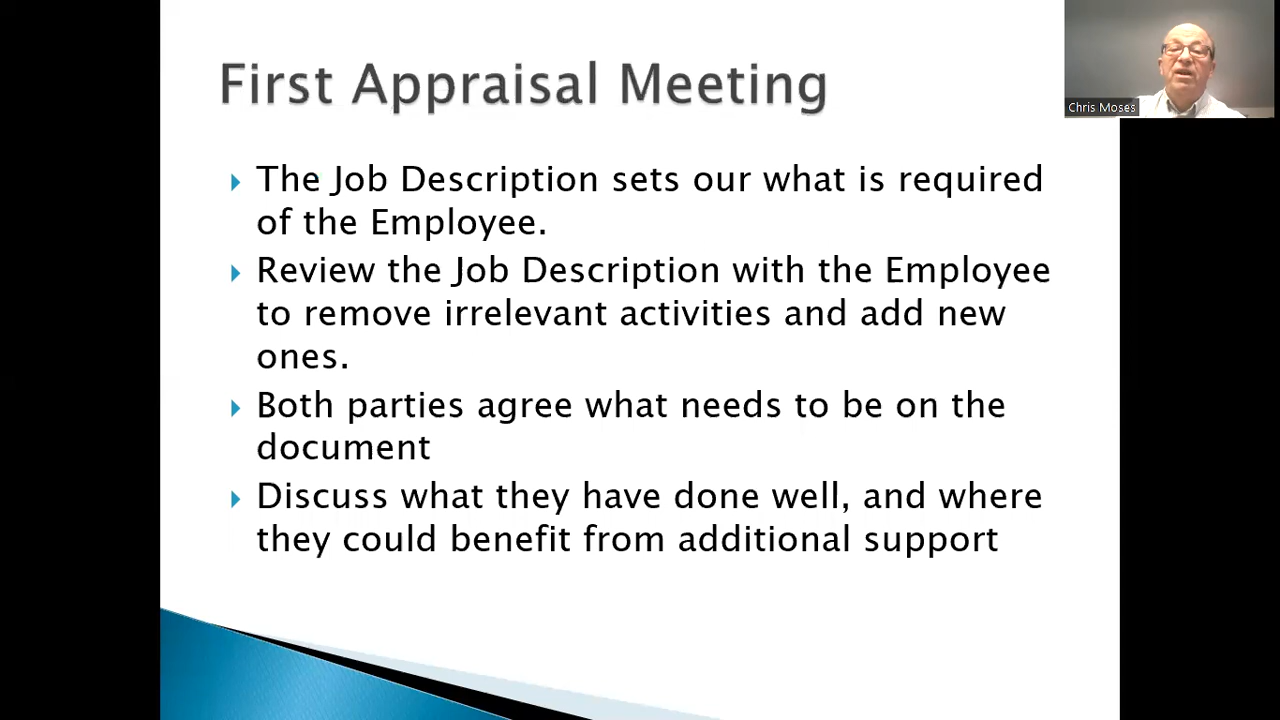 First Appraisal Meeting
Chris Moses
The Job Description sets our what is required
of the Employee.
Review the Job Description with the Employee
to remove irrelevant activities and add new
ones.
Both parties agree what needs to be on the
document
Discuss what they have done well, and where
they could benefit from additional support